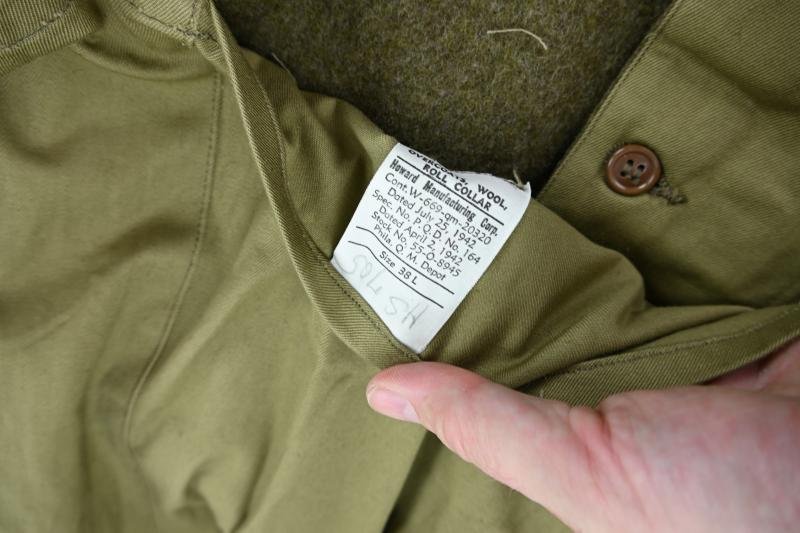 OVERCOATS, WOOL,
ROLL COLLAR
Howard Manufacturing Corp.
Cont. W-669-qm-20320
Dated July 25, 1942
Spec. No. P.Q.D. No. 164
Dated April 2, 1942
Stock No. 55-O-8945
Phila. Q. M. Depot
Size 38 L